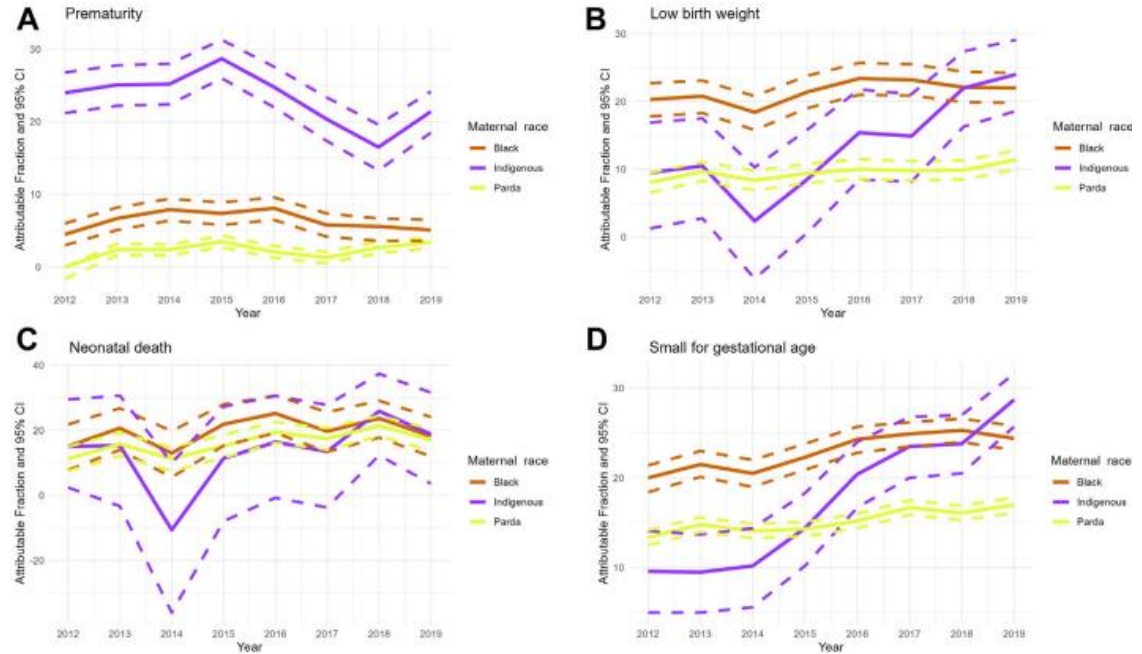 A
Prematurity
Attributable Fraction and 95% CI
30
20
10
0
2012 2013 2014 2015 2016 2017 2018 2019
Year
Maternal race
Black
Indigenous
Parda
B
Low birth weight
Attributable Fraction and 95% CI
30
20
10
0
2012 2013 2014 2015 2016 2017 2018 2019
Year
Maternal race
Black
Indigenous
Parda
C
Neonatal death
Attributable Fraction and 95% CI
40
20
0
-20
2012 2013 2014 2015 2016 2017 2018 2019
Year
Maternal race
Black
Indigenous
Parda
D
Small for gestational age
Attributable Fraction and 95% CI
30
20
10
2012 2013 2014 2015 2016 2017 2018 2019
Year
Maternal race
Black
Indigenous
Parda